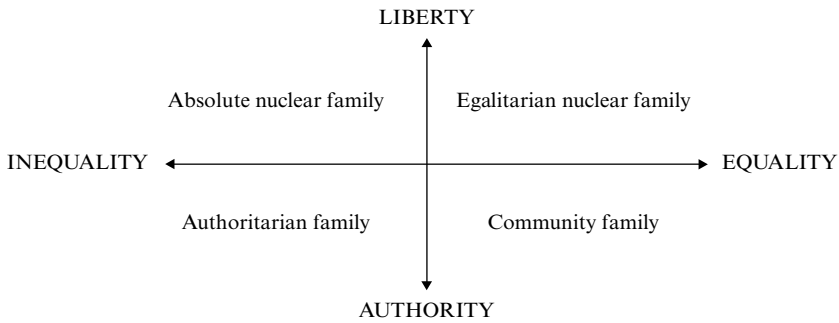 LIBERTY
Absolute nuclear family
Egalitarian nuclear family
INEQUALITY
EQUALITY
Authoritarian family
Community family
AUTHORITY